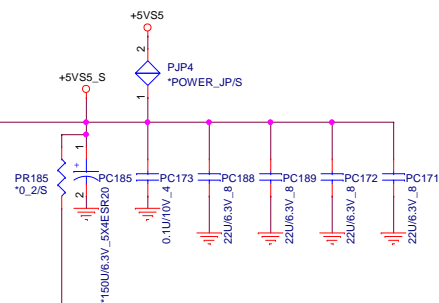 +5VS5
2
PJP4
*POWER_JP/S
+5VS5_S
1
1
+
PR185
*0_2/S
PC185
2
*150U/6.3V_5X4ESR20
PC173
0.1U/10V_4
PC188
22U/6.3V_8
PC189
22U/6.3V_8
PC172
22U/6.3V_8
PC171
22U/6.3V_8